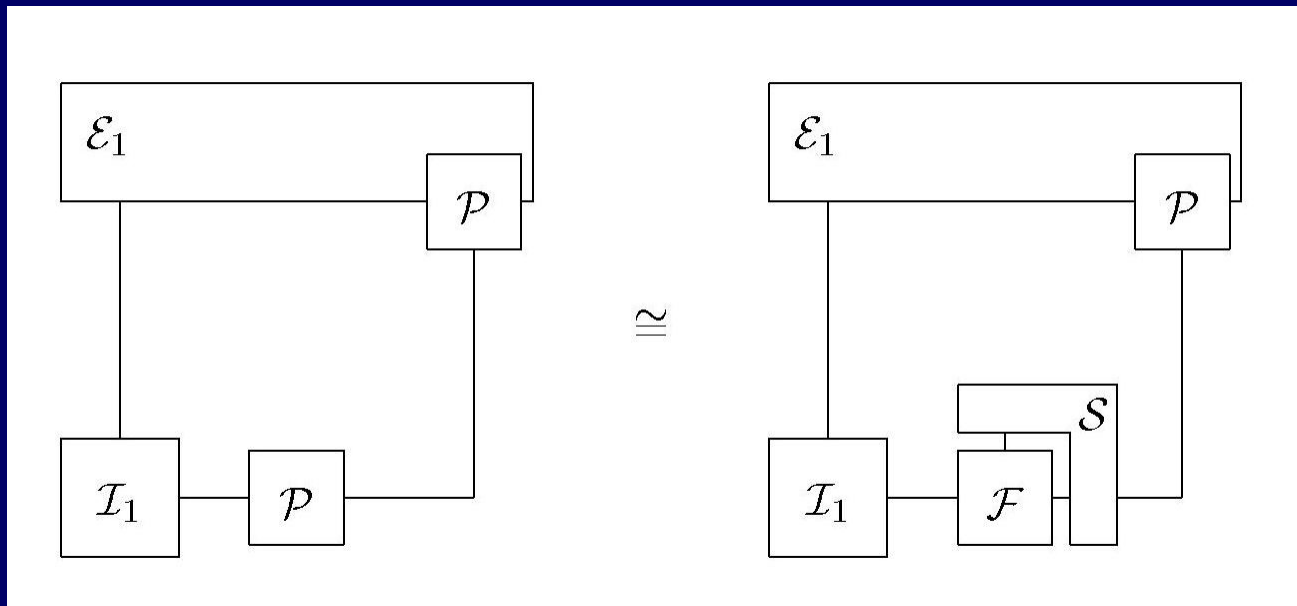 ℰ₁ ℰ₁
𝒫 𝒫
≅
𝒮
ℐ₁ 𝒫 ℐ₁ ℱ